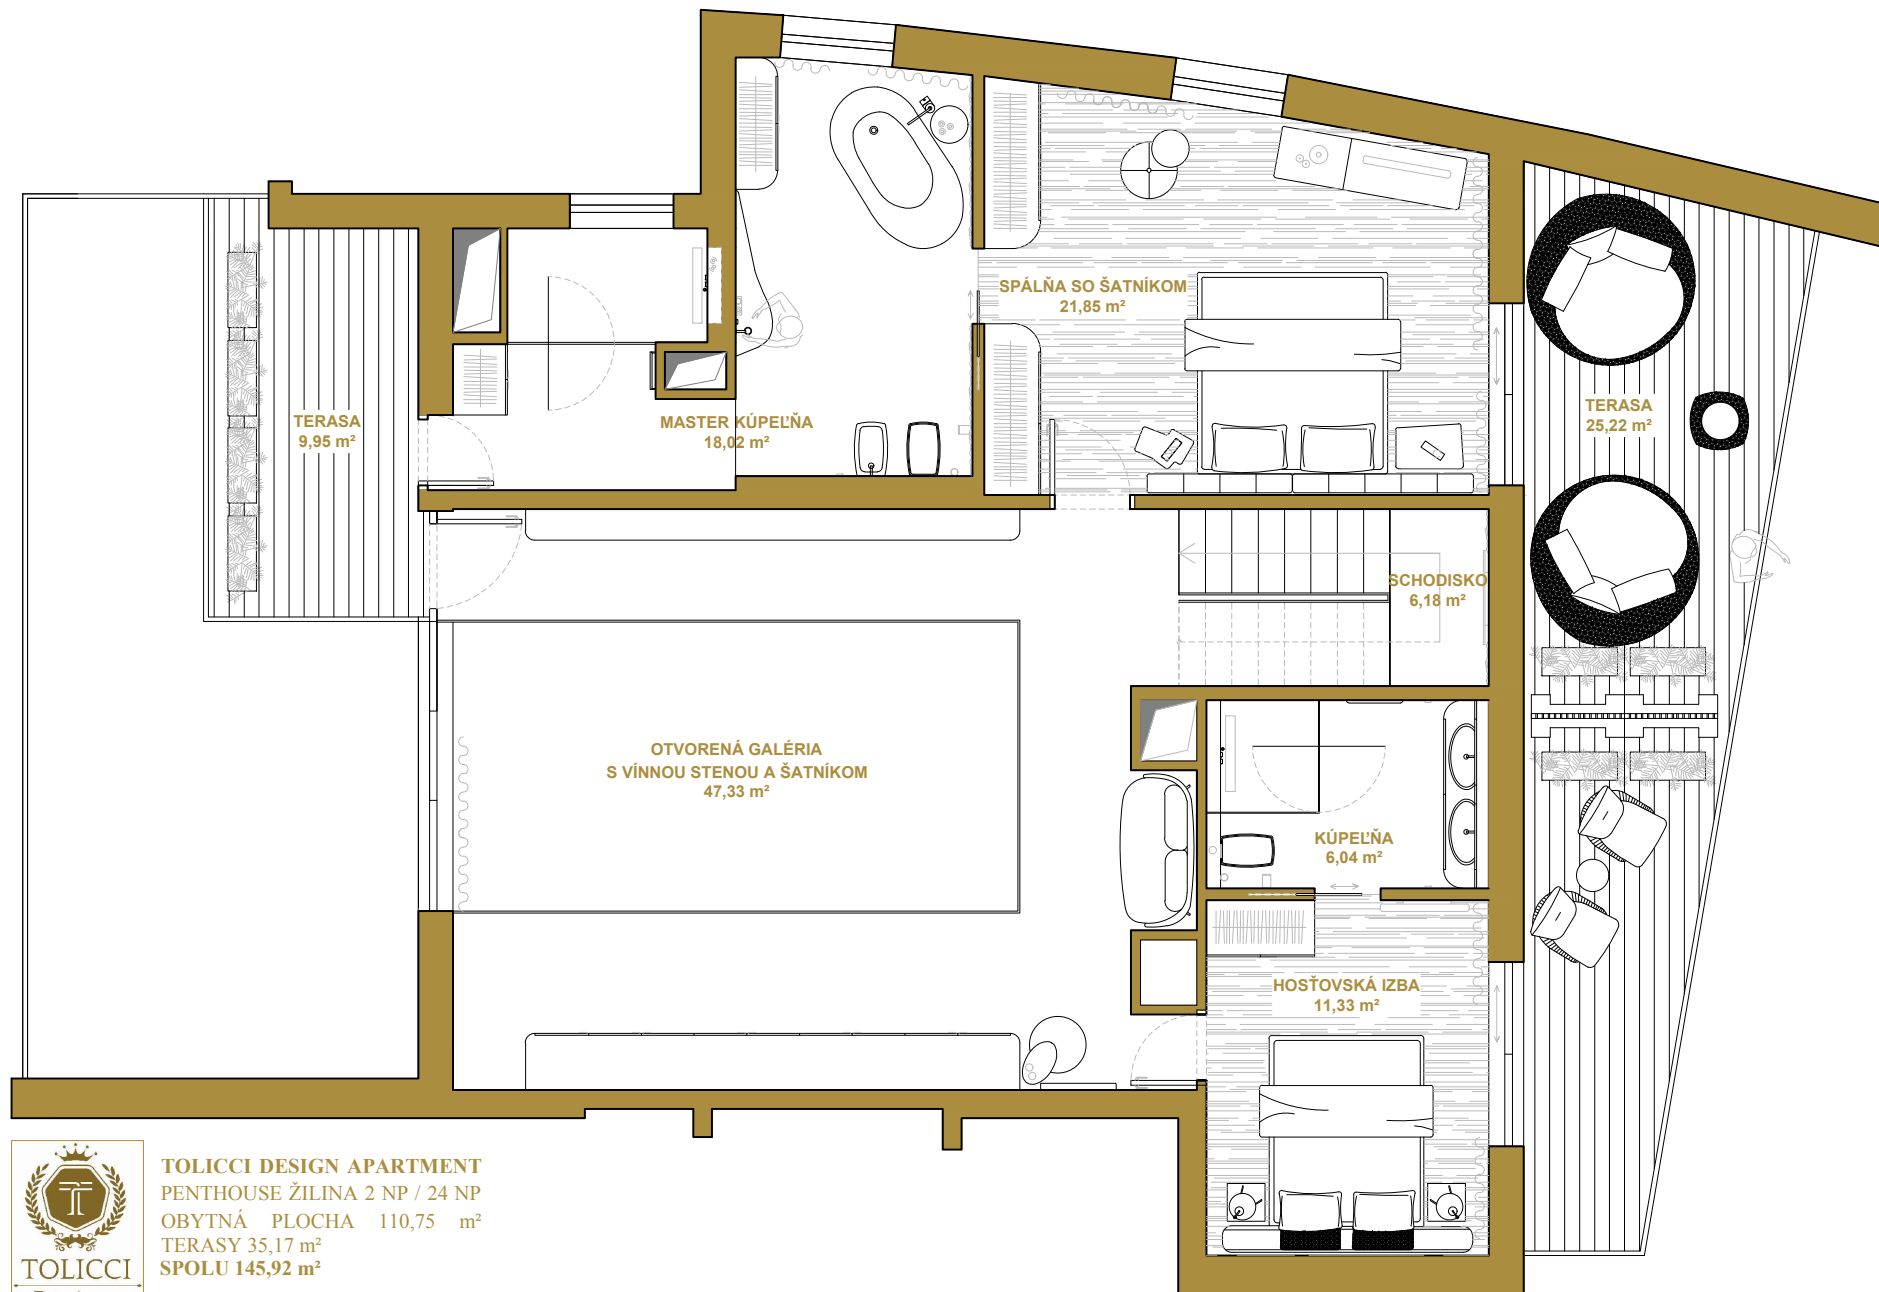 SPÁLŇA SO ŠATNÍKOM
21,85 m²
TERASA
9,95 m²
MASTER KÚPEĽŇA
18,02 m²
TERASA
25,22 m²
SCHODISKO
6,18 m²
OTVORENÁ GALÉRIA
S VÍNNOU STENOU A ŠATNÍKOM
47,33 m²
KÚPEĽŇA
6,04 m²
HOSŤOVSKÁ IZBA
11,33 m²
TOLICCI DESIGN APARTMENT
PENTHOUSE ŽILINA 2 NP / 24 NP
OBYTNÁ PLOCHA 110,75 m²
TERASY 35,17 m²
SPOLU 145,92 m²
TOLICCI